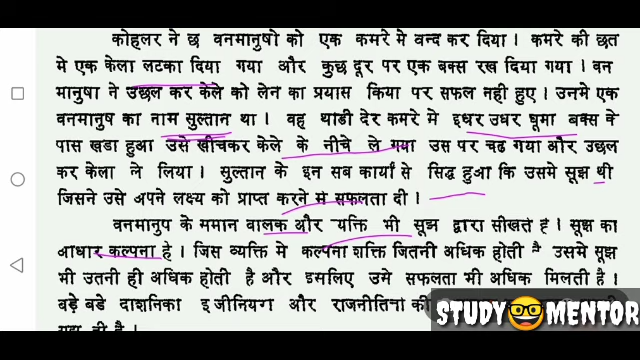 कोहलर ने छ वनमानुषो को एक कमरे मे वन्द कर दिया। कमरे की छत
मे एक केला लटका दिया गया और कुछ दूर पर एक बक्स रख दिया गया। वन
मानुषा ने उछल कर केले को लेन का प्रयास किया पर सफल नही हुए। उनमे एक
वनमानुष का नाम सुल्तान था। वह थाडी देर कमरे मे इधर उधर घूमा बक्स ने
पास खडा हुआ उसे खीचकर केले के नीचे ले गया उस पर चढ गया और उछल
कर केला ले लिया। सुल्तान के इन सब कार्यो से सिद्ध हुआ कि उसमे सूझ थी
जिसने उसे अपने लक्ष्य को प्राप्त करने मे सफलता दी।
वनमानुप के ममान वालक और यक्ति भी सूझ द्वारा सीखते ह। सूझ का
आधार कल्पना हे। जिस व्यक्ति मे कल्पना शक्ति जितनी अधिक होती है उसमे सूझ
भी उतनी ही अधिक होती है और इमलिए उमे सफलता भी अधिक मिलती है।
बडे बडे दाशनिका इजीनियग और राजनीतिना की
STUDY MENTOR